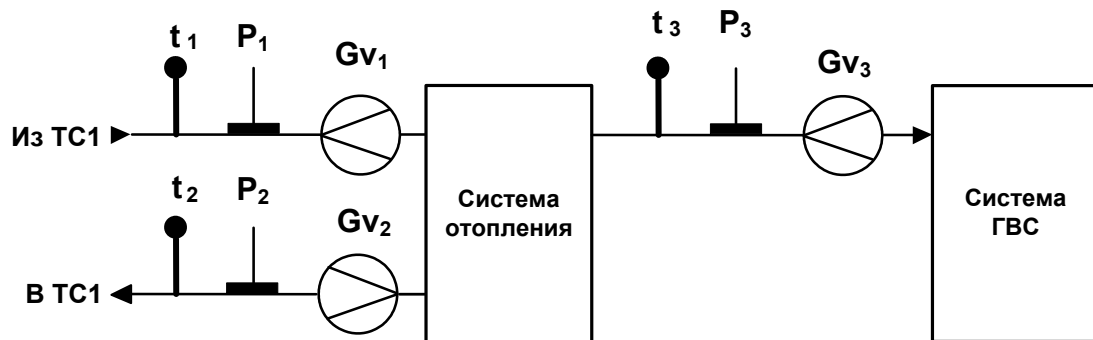 t 1 P1 Gv1
t 3 P3 Gv3
Из ТС1
t 2 P2 Gv2
В ТС1
Система
отопления
Система
ГВС